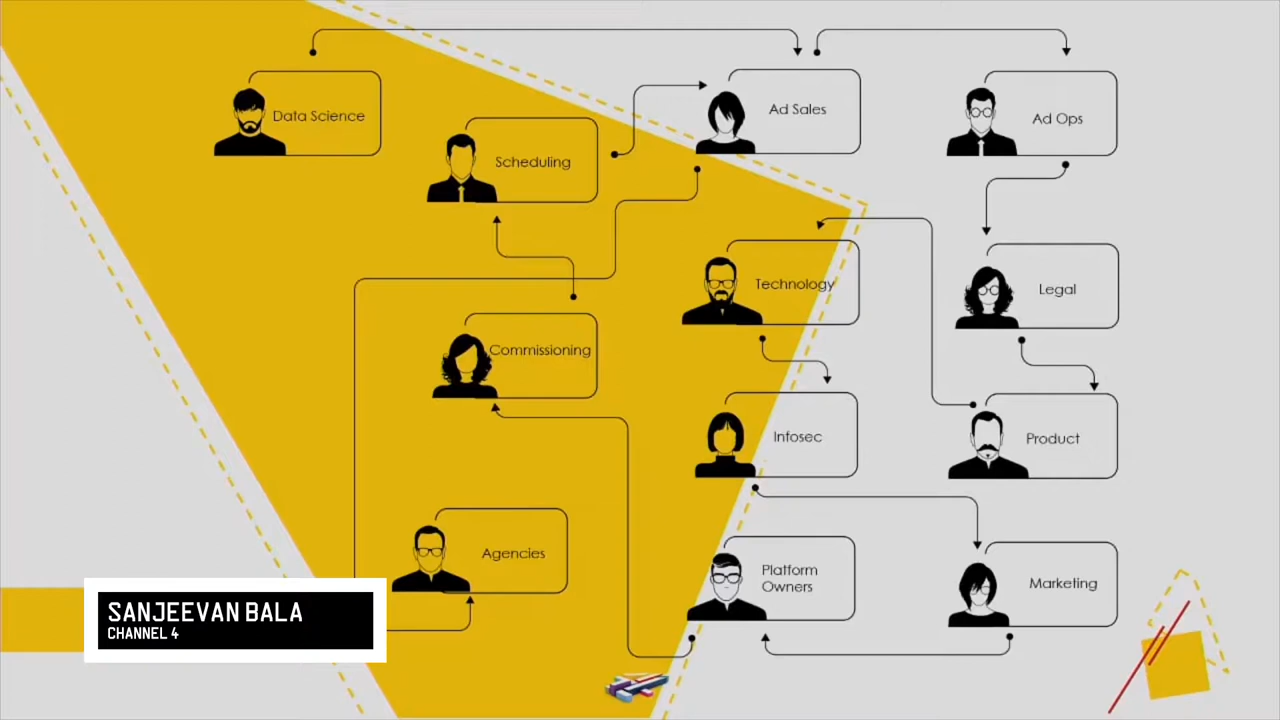 Data Science
Ad Sales
Ad Ops
Scheduling
Technology
Legal
Commissioning
Infosec
Product
Agencies
Platform
Owners
Marketing
SANJEEVAN BALA
CHANNEL 4